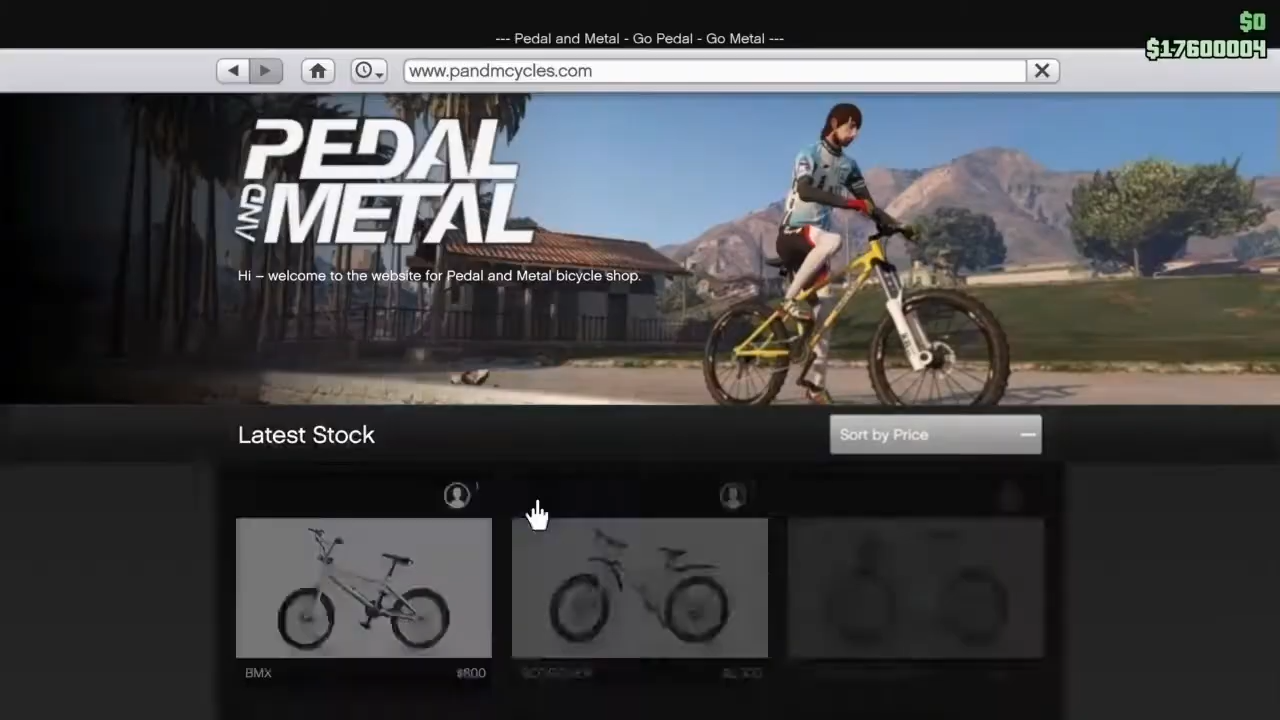 $0
$17600004
--- Pedal and Metal - Go Pedal - Go Metal ---
www.pandmcycles.com
PEDAL
AND METAL
Hi – welcome to the website for Pedal and Metal bicycle shop.
Latest Stock
Sort by Price
BMX $800